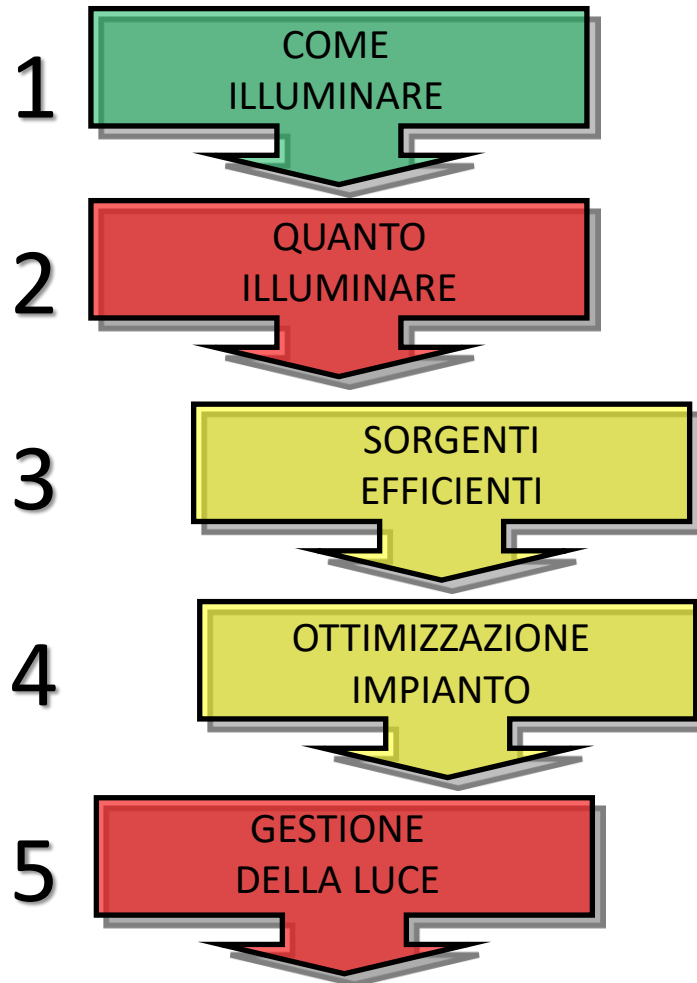 1
COME
ILLUMINARE
2
QUANTO
ILLUMINARE
3
SORGENTI
EFFICIENTI
4
OTTIMIZZAZIONE
IMPIANTO
5
GESTIONE
DELLA LUCE